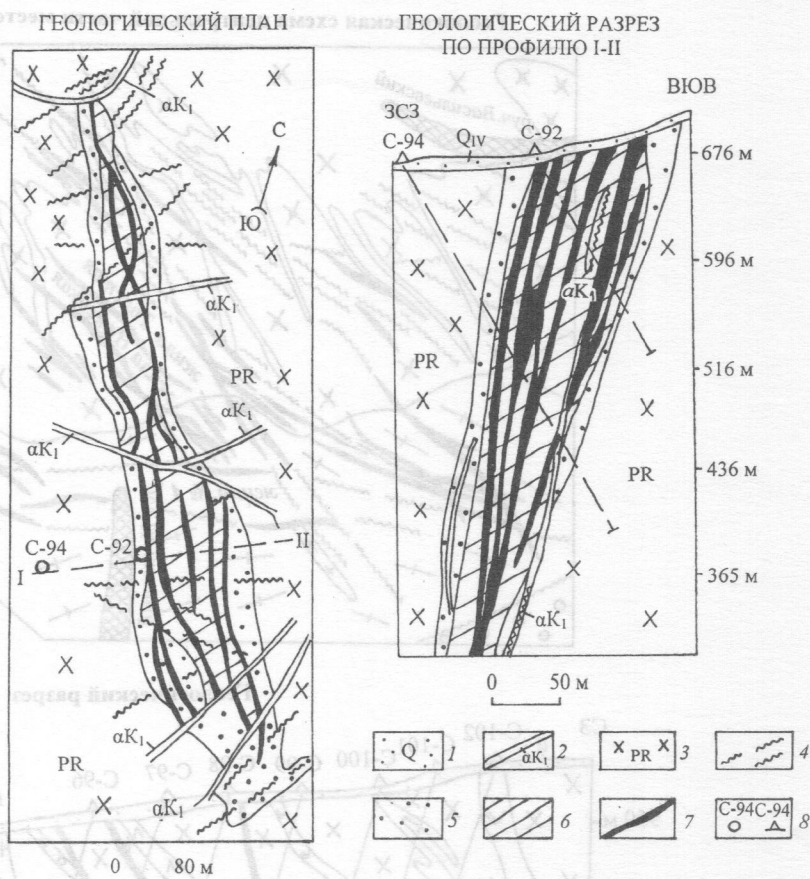 ГЕОЛОГИЧЕСКИЙ ПЛАН
αK₁
С
Ю
αK₁
PR
αK₁
αK₁
С-94
С-92
I
II
αK₁
PR
αK₁
0 80 м
ГЕОЛОГИЧЕСКИЙ РАЗРЕЗ
ПО ПРОФИЛЮ I-II
ЗСЗ
ВЮВ
С-94
QIV
С-92
676 м
596 м
αK₁
PR
516 м
436 м
PR
365 м
αK₁
0 50 м
Q 1
αK₁ 2
PR 3
4
5
6
7
С-94 С-94 8